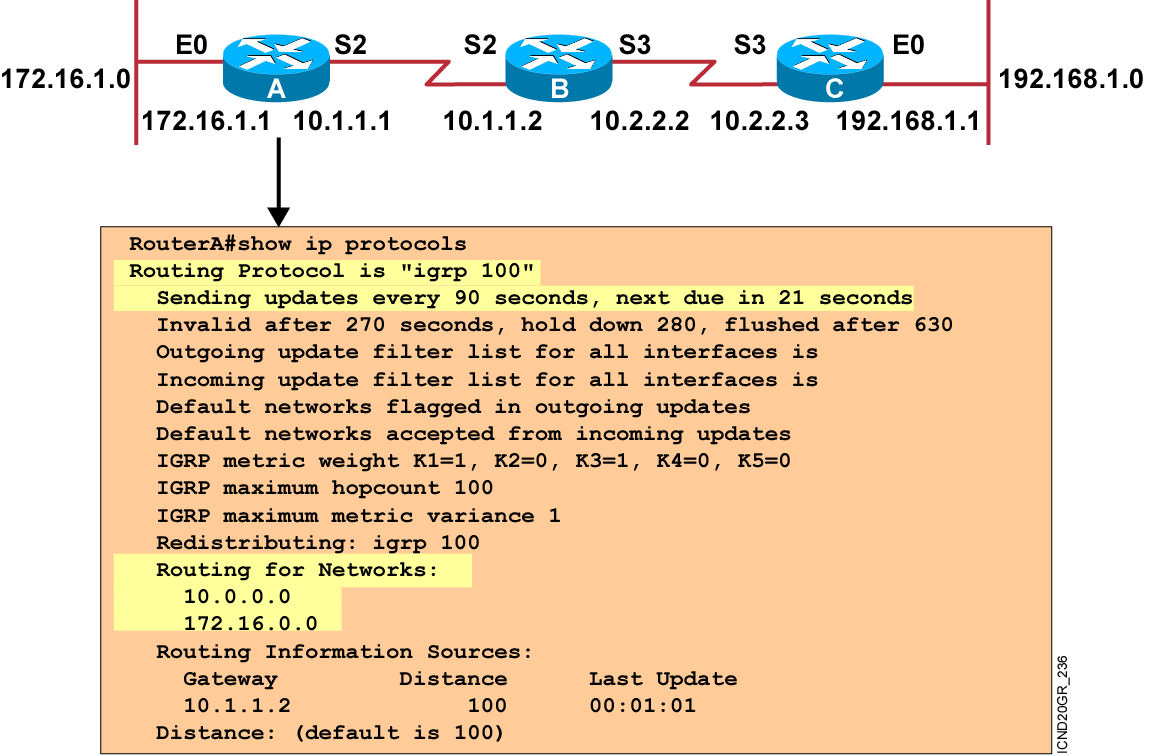 E0 S2 S2 S3 S3 E0
172.16.1.0 A B C 192.168.1.0
172.16.1.1 10.1.1.1 10.1.1.2 10.2.2.2 10.2.2.3 192.168.1.1
RouterA#show ip protocols
Routing Protocol is "igrp 100"
Sending updates every 90 seconds, next due in 21 seconds
Invalid after 270 seconds, hold down 280, flushed after 630
Outgoing update filter list for all interfaces is
Incoming update filter list for all interfaces is
Default networks flagged in outgoing updates
Default networks accepted from incoming updates
IGRP metric weight K1=1, K2=0, K3=1, K4=0, K5=0
IGRP maximum hopcount 100
IGRP maximum metric variance 1
Redistributing: igrp 100
Routing for Networks:
10.0.0.0
172.16.0.0
Routing Information Sources:
Gateway Distance Last Update
10.1.1.2 100 00:01:01
Distance: (default is 100)
ICND20GR_236